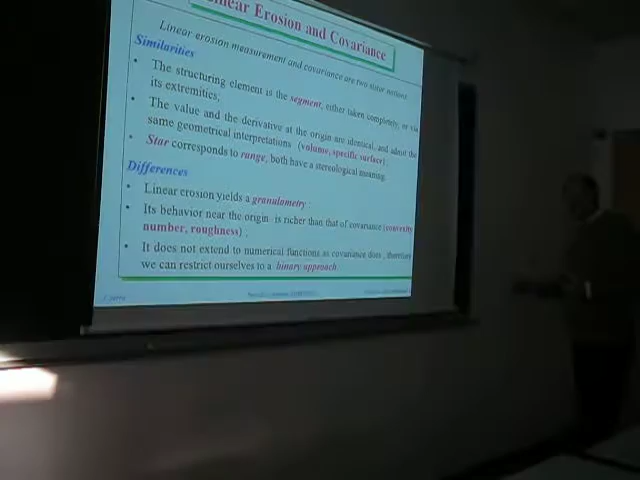 Linear Erosion and Covariance
Linear erosion measurement and covariance are two sister notions
Similarities
• The structuring element is the segment, either taken completely, or via
its extremities;
• The value and the derivative at the origin are identical, and admit the
same geometrical interpretations (volume, specific surface).
• Star corresponds to range, both have a stereological meaning.
Differences
• Linear erosion yields a granulometry ;
• Its behavior near the origin is richer than that of covariance (convexity
number, roughness) ;
• It does not extend to numerical functions as covariance does , therefore
we can restrict ourselves to a binary approach.